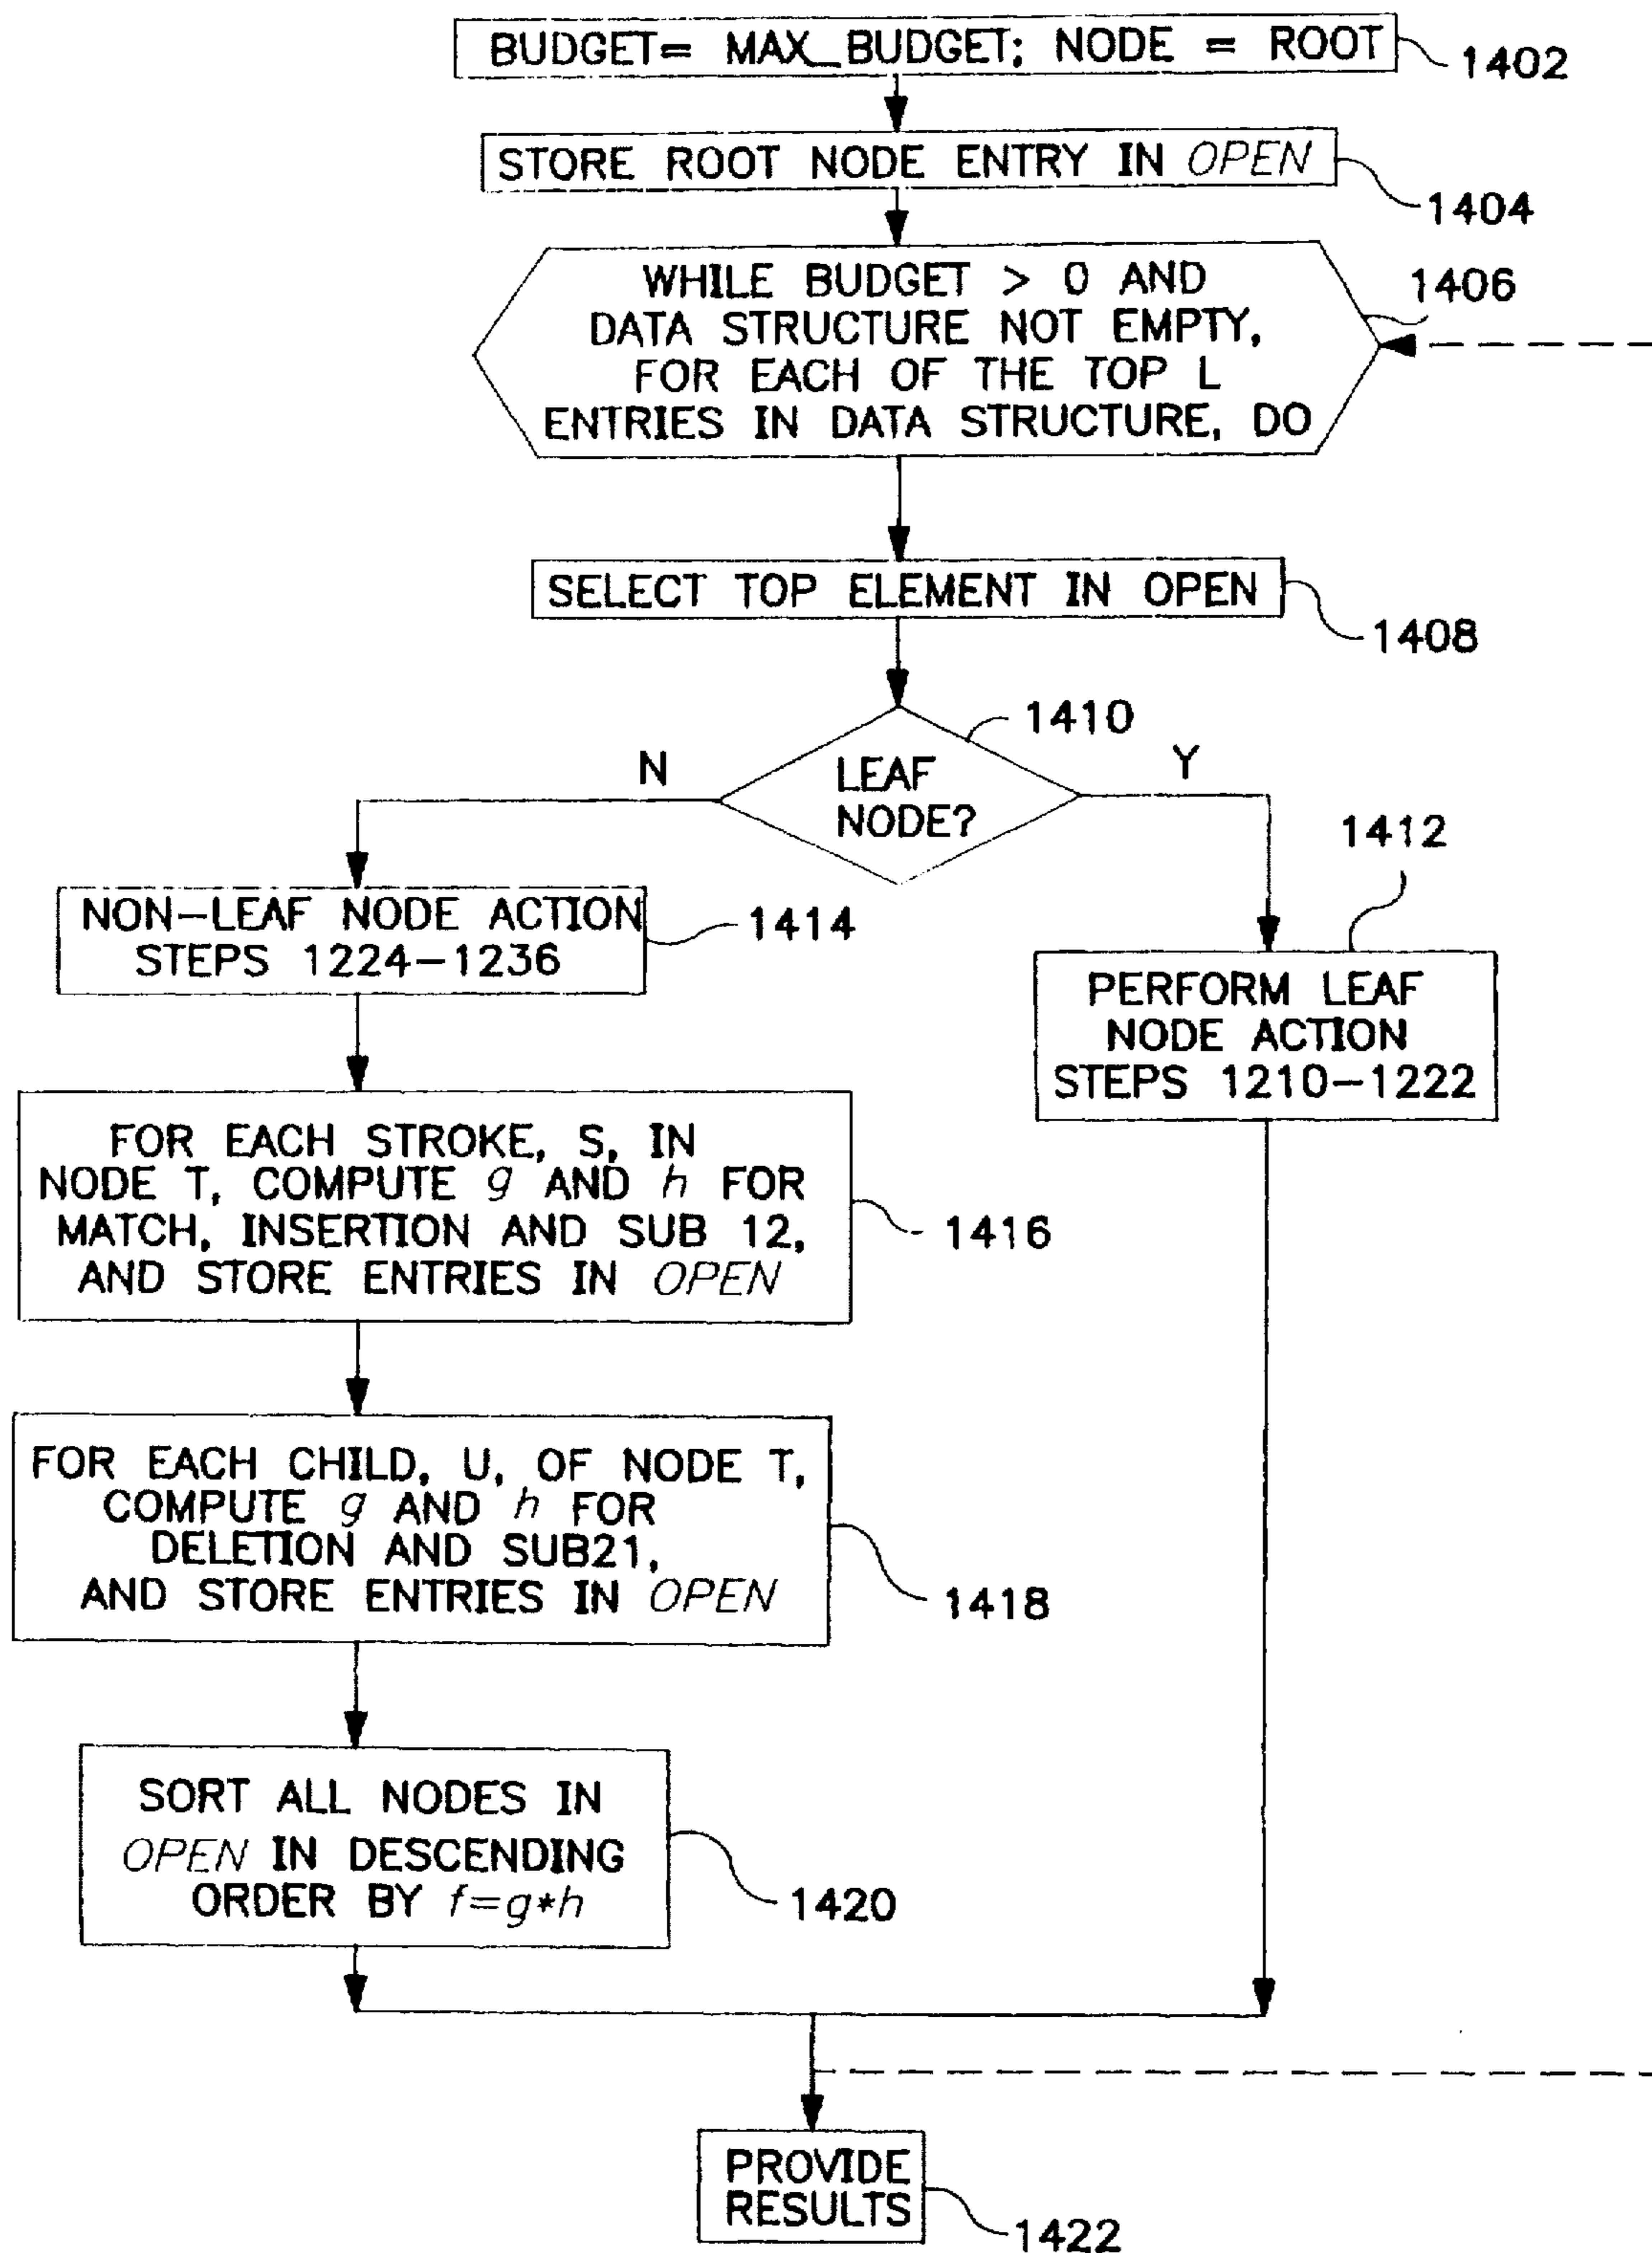 BUDGET= MAX_BUDGET; NODE = ROOT
1402
STORE ROOT NODE ENTRY IN OPEN
1404
WHILE BUDGET > 0 AND
DATA STRUCTURE NOT EMPTY,
FOR EACH OF THE TOP L
ENTRIES IN DATA STRUCTURE, DO
1406
SELECT TOP ELEMENT IN OPEN
1408
1410
LEAF
NODE?
N
Y
1412
NON-LEAF NODE ACTION
STEPS 1224-1236
1414
PERFORM LEAF
NODE ACTION
STEPS 1210-1222
FOR EACH STROKE, S, IN
NODE T, COMPUTE g AND h FOR
MATCH, INSERTION AND SUB 12,
AND STORE ENTRIES IN OPEN
1416
FOR EACH CHILD, U, OF NODE T,
COMPUTE g AND h FOR
DELETION AND SUB21,
AND STORE ENTRIES IN OPEN
1418
SORT ALL NODES IN
OPEN IN DESCENDING
ORDER BY f=g*h
1420
PROVIDE
RESULTS
1422